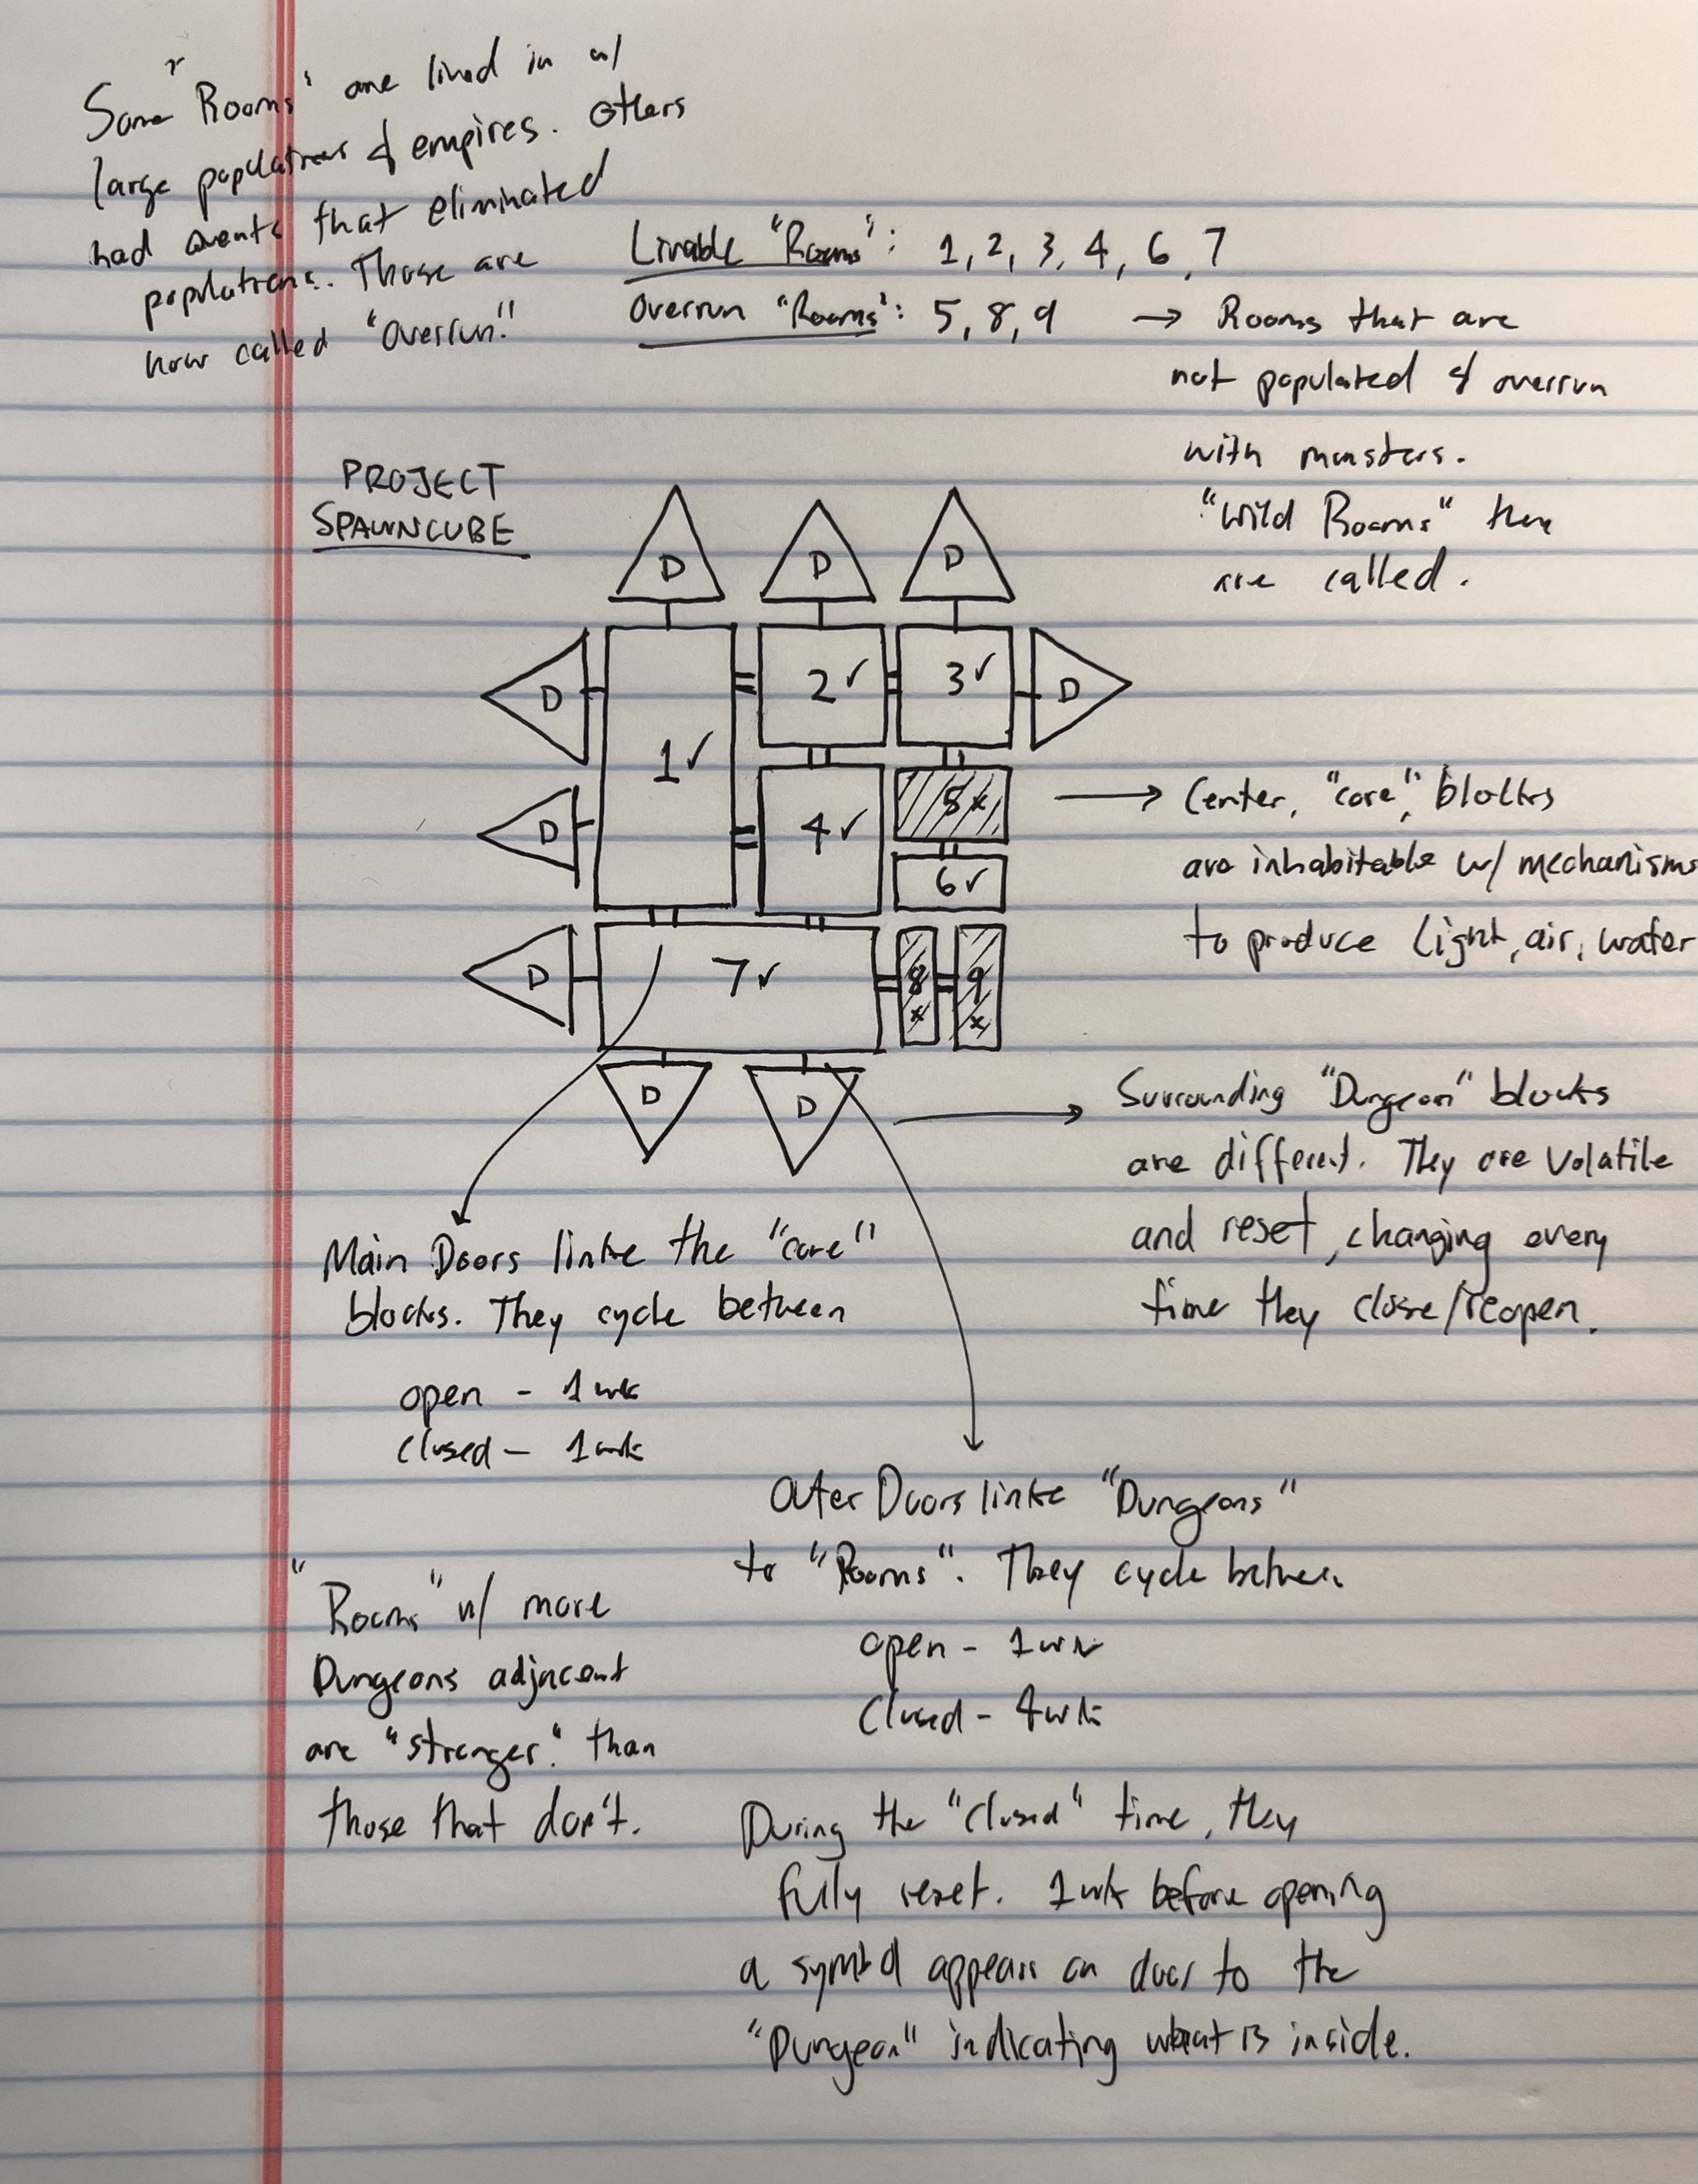 Some "Rooms" are lived in w/
large populations & empires. Others
had events that eliminated
populations. Those are
now called "Overrun."
Livable "Rooms": 1, 2, 3, 4, 6, 7
Overrun "Rooms": 5, 8, 9 → Rooms that are
not populated & overrun
with monsters.
"Wild Rooms" they
are called.
PROJECT
SPAWNCUBE
D D D
D 1✓ 2✓ 3✓ D
D 4✓ 5x
6✓
D 7✓ 8x 9x
D D
Center, "core", blocks
are inhabitable w/ mechanisms
to produce light, air, water
Surrounding "Dungeon" blocks
are different. They are volatile
and reset, changing every
time they close/reopen.
Main Doors linke the "core"
blocks. They cycle between
open - 1 wk
closed - 1 wk
Outer Doors linke "Dungeons"
to "Rooms". They cycle between
open - 1 wk
closed - 4 wk
"Rooms" w/ more
Dungeons adjacent
are "stronger" than
those that don't.
During the "closed" time, they
fully reset. 1 wk before opening
a symbol appears on door to the
"Dungeon" indicating what is inside.